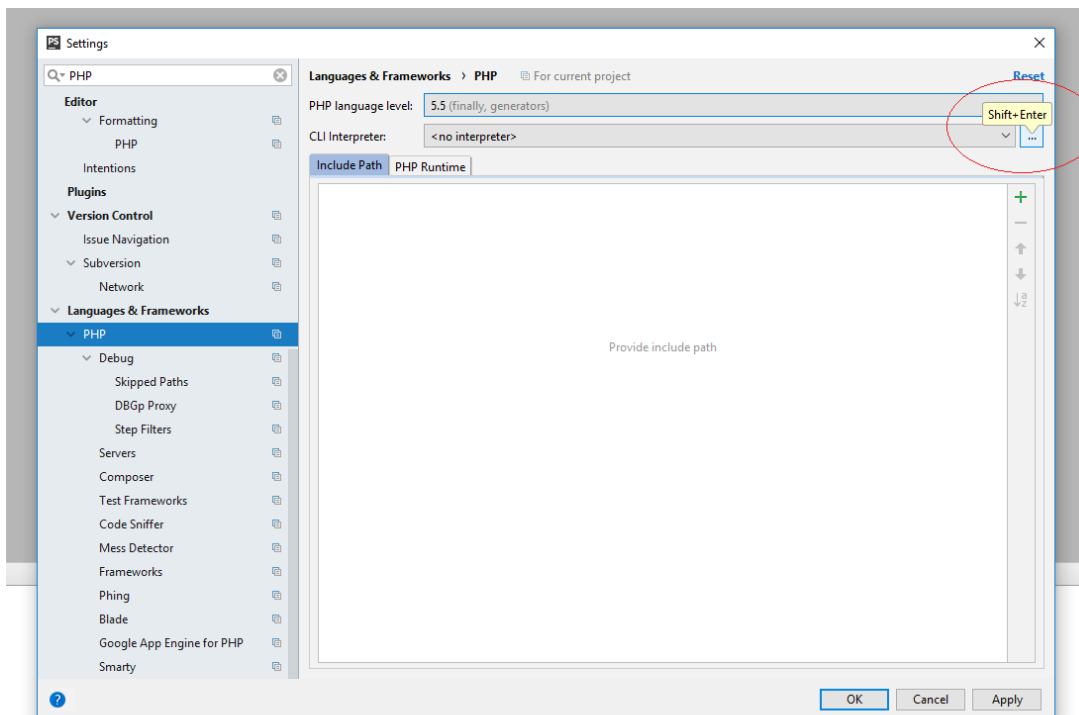 PS Settings
PHP
Editor
Formatting
PHP
Intentions
Plugins
Version Control
Issue Navigation
Subversion
Network
Languages & Frameworks
PHP
Debug
Skipped Paths
DBGp Proxy
Step Filters
Servers
Composer
Test Frameworks
Code Sniffer
Mess Detector
Frameworks
Phing
Blade
Google App Engine for PHP
Smarty
Languages & Frameworks › PHP For current project Reset
PHP language level: 5.5 (finally, generators)
Shift+Enter
CLI Interpreter: <no interpreter> ...
Include Path PHP Runtime
Provide include path
? OK Cancel Apply